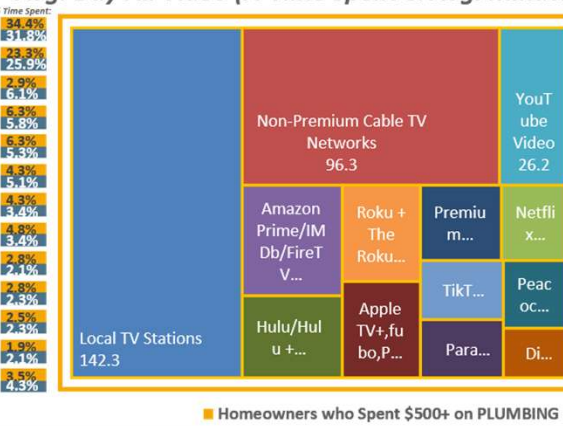 Time Spent:
34.4%
31.8%
23.3%
25.9%
2.9%
6.1%
6.3%
5.8%
6.3%
5.3%
4.3%
5.1%
4.3%
3.4%
4.8%
3.4%
2.8%
2.1%
2.8%
2.3%
2.5%
2.3%
1.9%
2.1%
3.5%
4.3%
Local TV Stations
142.3
Non-Premium Cable TV
Networks
96.3
YouT
ube
Video
26.2
Amazon
Prime/IM
Db/FireT
V...
Roku +
The
Roku...
Premiu
m...
Netfli
x...
Hulu/Hul
u +...
Apple
TV+,fu
bo,P...
TikT...
Peac
oc...
Para...
Di...
Homeowners who Spent $500+ on PLUMBING